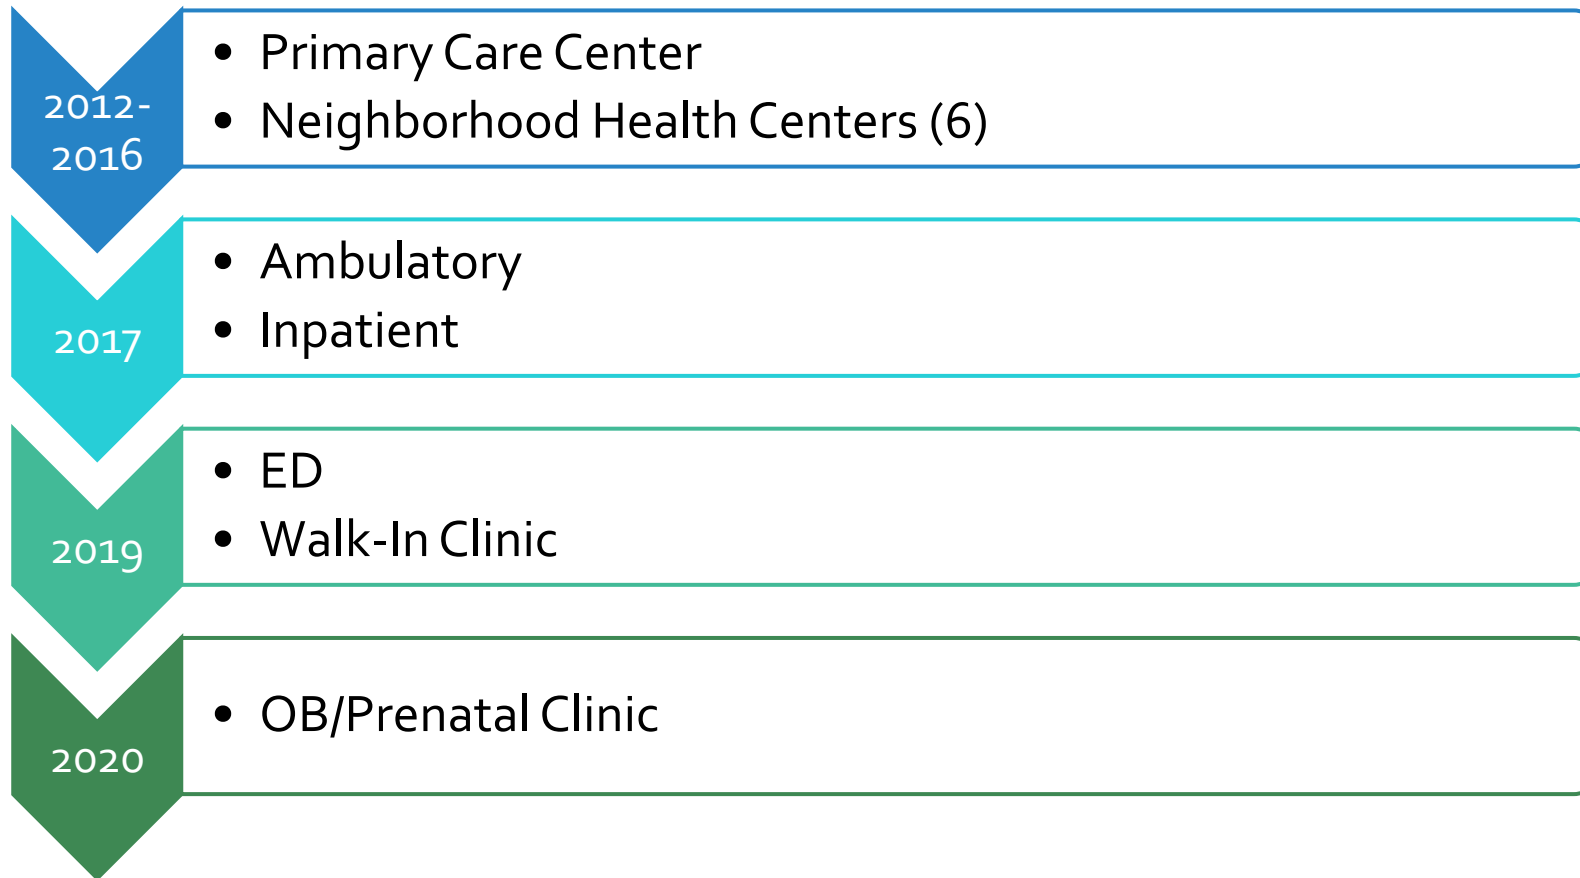 2012-
2016
• Primary Care Center
• Neighborhood Health Centers (6)
2017
• Ambulatory
• Inpatient
2019
• ED
• Walk-In Clinic
2020
• OB/Prenatal Clinic